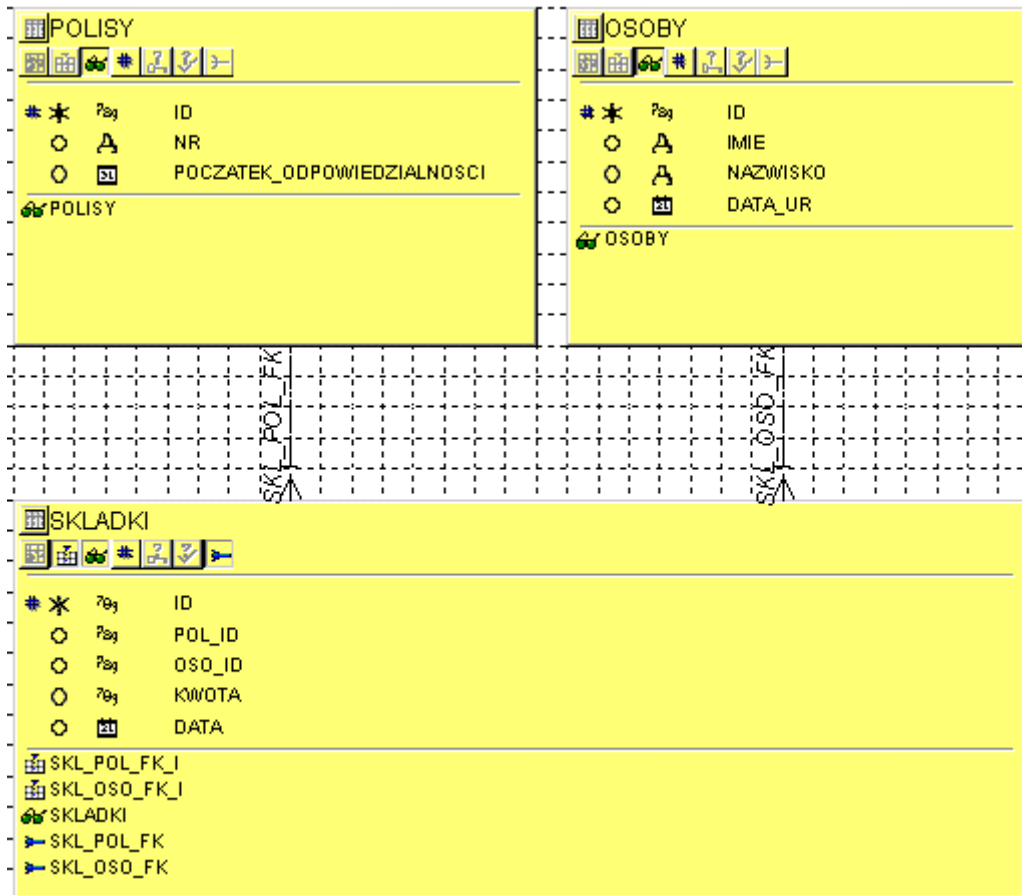 POLISY
ID
NR
POCZATEK_ODPOWIEDZIALNOSCI
POLISY
OSOBY
ID
IMIE
NAZWISKO
DATA_UR
OSOBY
SKL_POL_FK
SKL_OSO_FK
SKLADKI
ID
POL_ID
OSO_ID
KWOTA
DATA
SKL_POL_FK_I
SKL_OSO_FK_I
SKLADKI
SKL_POL_FK
SKL_OSO_FK